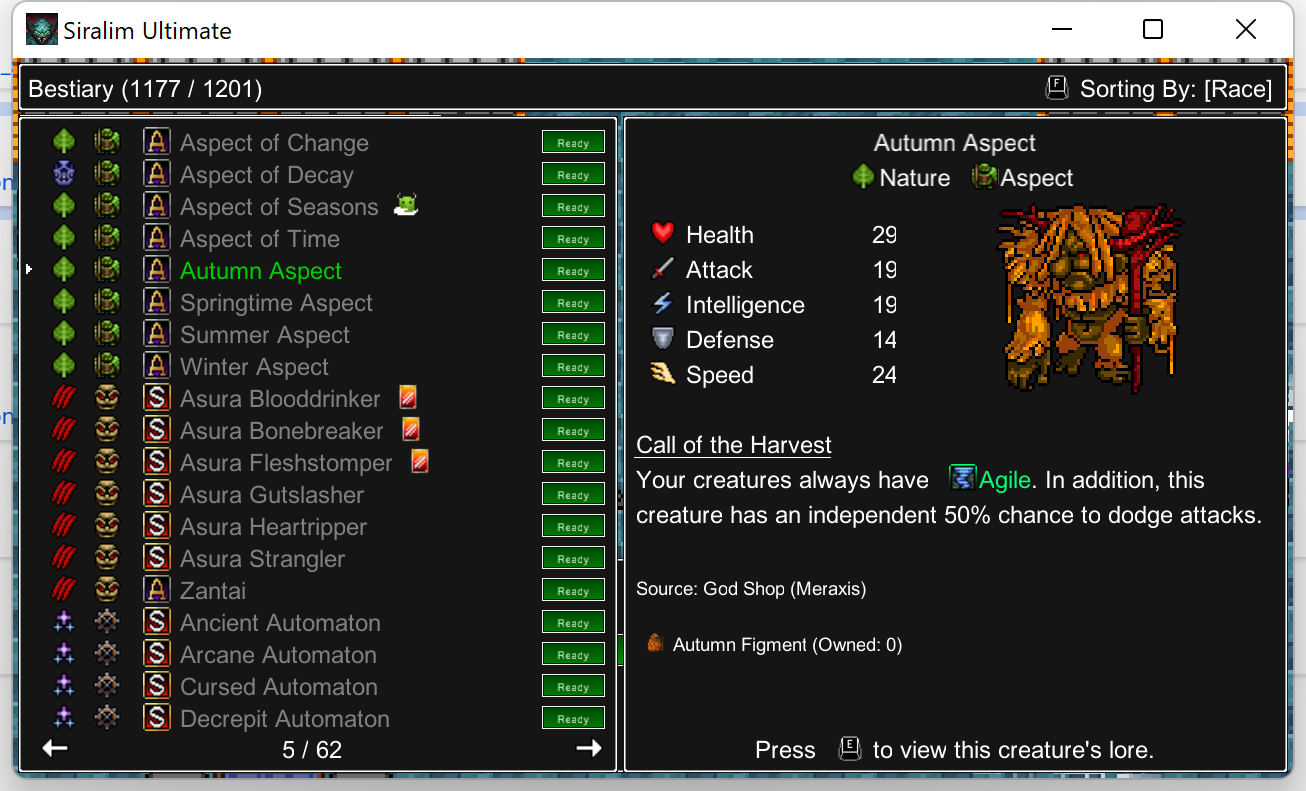 Siralim Ultimate
Bestiary (1177 / 1201)
F Sorting By: [Race]
A Aspect of Change Ready
A Aspect of Decay Ready
A Aspect of Seasons Ready
A Aspect of Time Ready
A Autumn Aspect Ready
A Springtime Aspect Ready
A Summer Aspect Ready
A Winter Aspect Ready
S Asura Blooddrinker Ready
S Asura Bonebreaker Ready
S Asura Fleshstomper Ready
S Asura Gutslasher Ready
S Asura Heartripper Ready
S Asura Strangler Ready
A Zantai Ready
S Ancient Automaton Ready
S Arcane Automaton Ready
S Cursed Automaton Ready
S Decrepit Automaton Ready
5 / 62
Autumn Aspect
Nature Aspect
Health 29
Attack 19
Intelligence 19
Defense 14
Speed 24
Call of the Harvest
Your creatures always have Agile. In addition, this
creature has an independent 50% chance to dodge attacks.
Source: God Shop (Meraxis)
Autumn Figment (Owned: 0)
Press E to view this creature's lore.